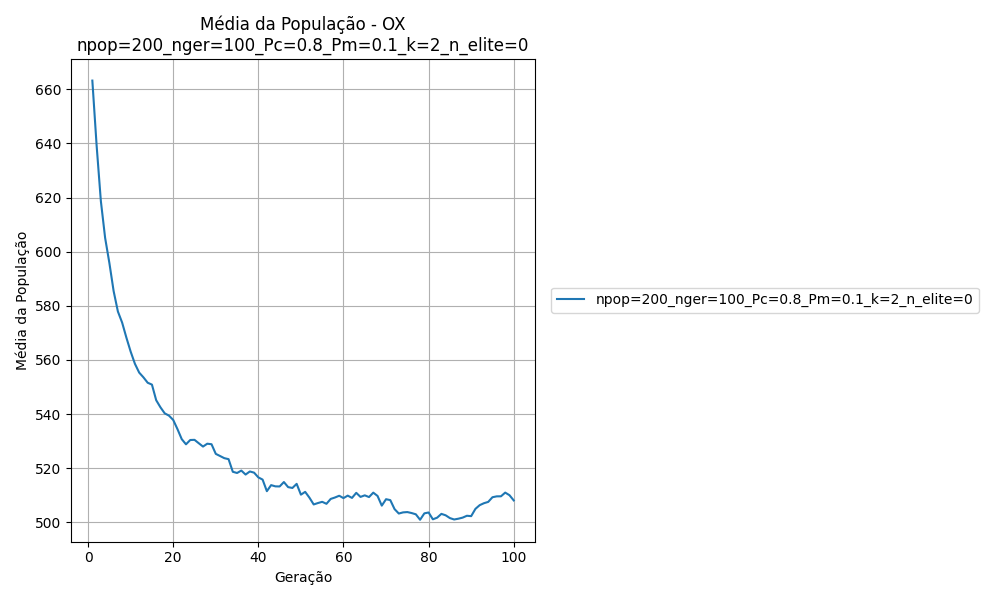 Média da População - OX
npop=200_nger=100_Pc=0.8_Pm=0.1_k=2_n_elite=0
660
640
620
600
580
560
540
520
500
Média da População
0 20 40 60 80 100
Geração
npop=200_nger=100_Pc=0.8_Pm=0.1_k=2_n_elite=0